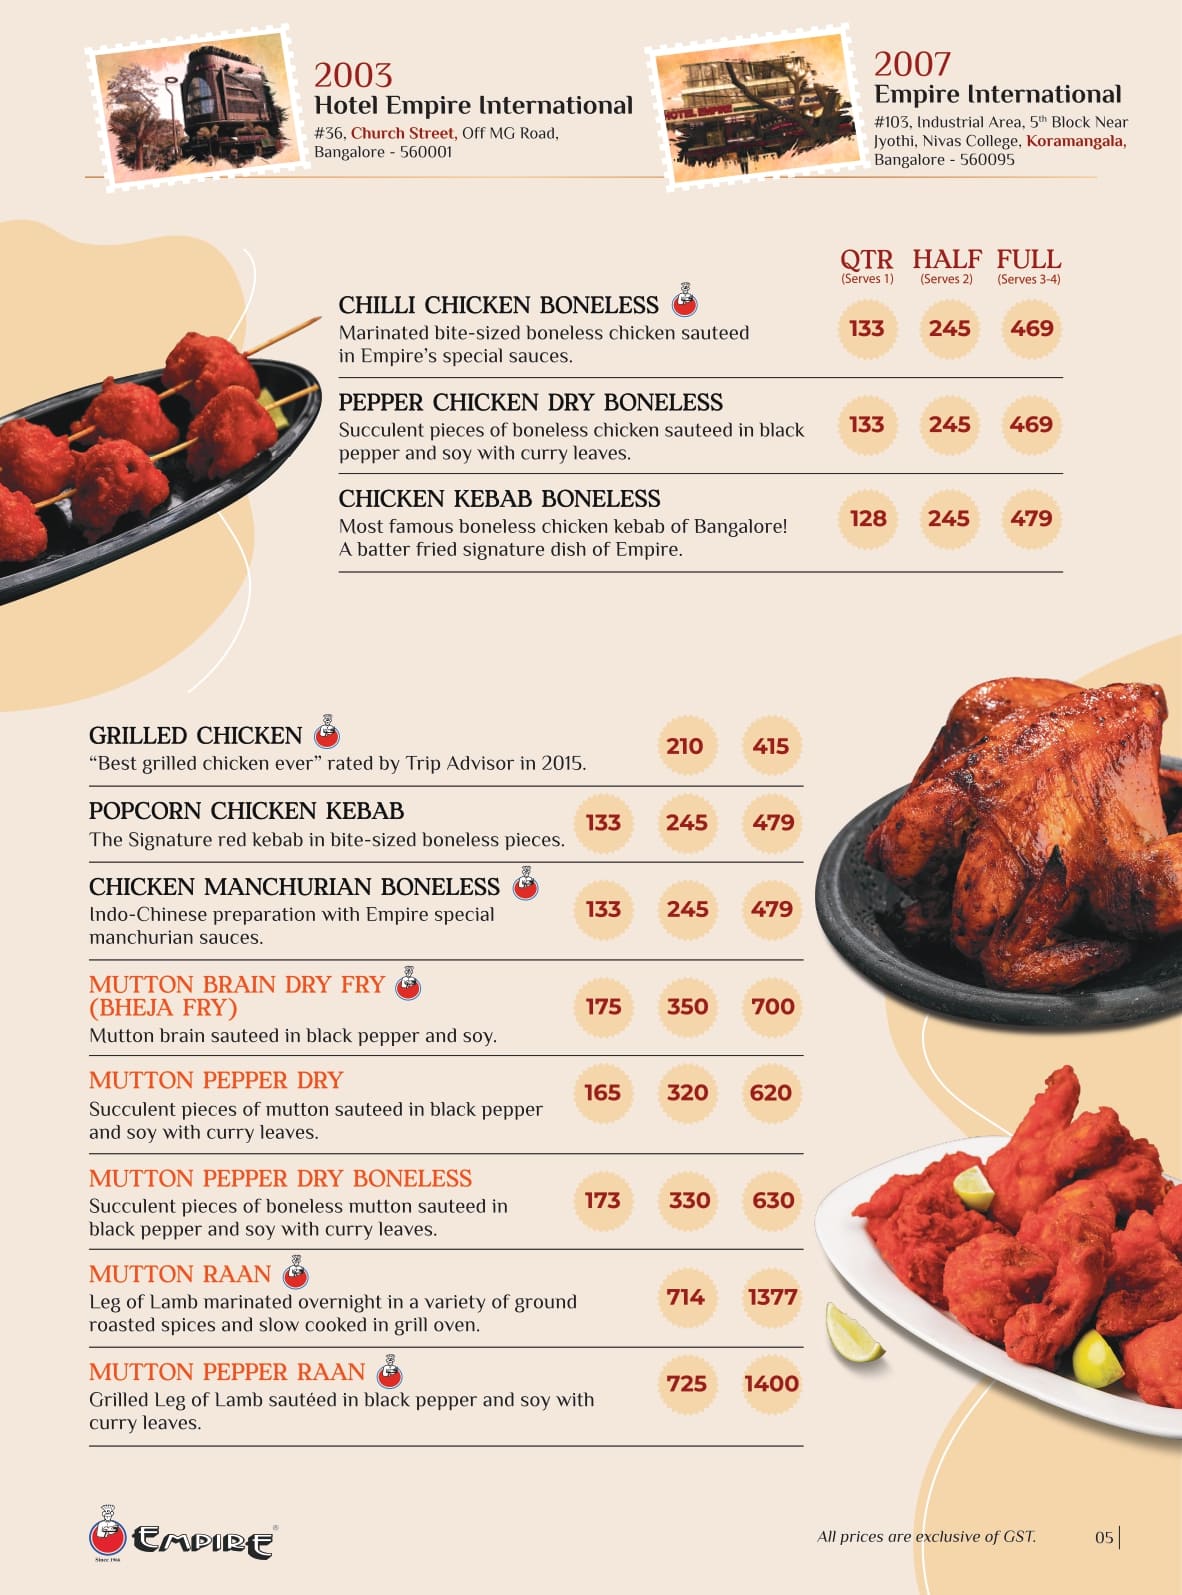 2003
Hotel Empire International
#36, Church Street, Off MG Road,
Bangalore - 560001
2007
Empire International
#103, Industrial Area, 5th Block Near
Jyothi, Nivas College, Koramangala,
Bangalore - 560095
HOTEL EMPIRE
QTR HALF FULL
(Serves 1) (Serves 2) (Serves 3-4)
CHILLI CHICKEN BONELESS
Marinated bite-sized boneless chicken sauteed
in Empire's special sauces.
133 245 469
PEPPER CHICKEN DRY BONELESS
Succulent pieces of boneless chicken sauteed in black
pepper and soy with curry leaves.
133 245 469
CHICKEN KEBAB BONELESS
Most famous boneless chicken kebab of Bangalore!
A batter fried signature dish of Empire.
128 245 479
GRILLED CHICKEN
“Best grilled chicken ever” rated by Trip Advisor in 2015.
210 415
POPCORN CHICKEN KEBAB
The Signature red kebab in bite-sized boneless pieces.
133 245 479
CHICKEN MANCHURIAN BONELESS
Indo-Chinese preparation with Empire special
manchurian sauces.
133 245 479
MUTTON BRAIN DRY FRY
(BHEJA FRY)
Mutton brain sauteed in black pepper and soy.
175 350 700
MUTTON PEPPER DRY
Succulent pieces of mutton sauteed in black pepper
and soy with curry leaves.
165 320 620
MUTTON PEPPER DRY BONELESS
Succulent pieces of boneless mutton sauteed in
black pepper and soy with curry leaves.
173 330 630
MUTTON RAAN
Leg of Lamb marinated overnight in a variety of ground
roasted spices and slow cooked in grill oven.
714 1377
MUTTON PEPPER RAAN
Grilled Leg of Lamb sautéed in black pepper and soy with
curry leaves.
725 1400
EMPIRE®
Since 1966
All prices are exclusive of GST.
05